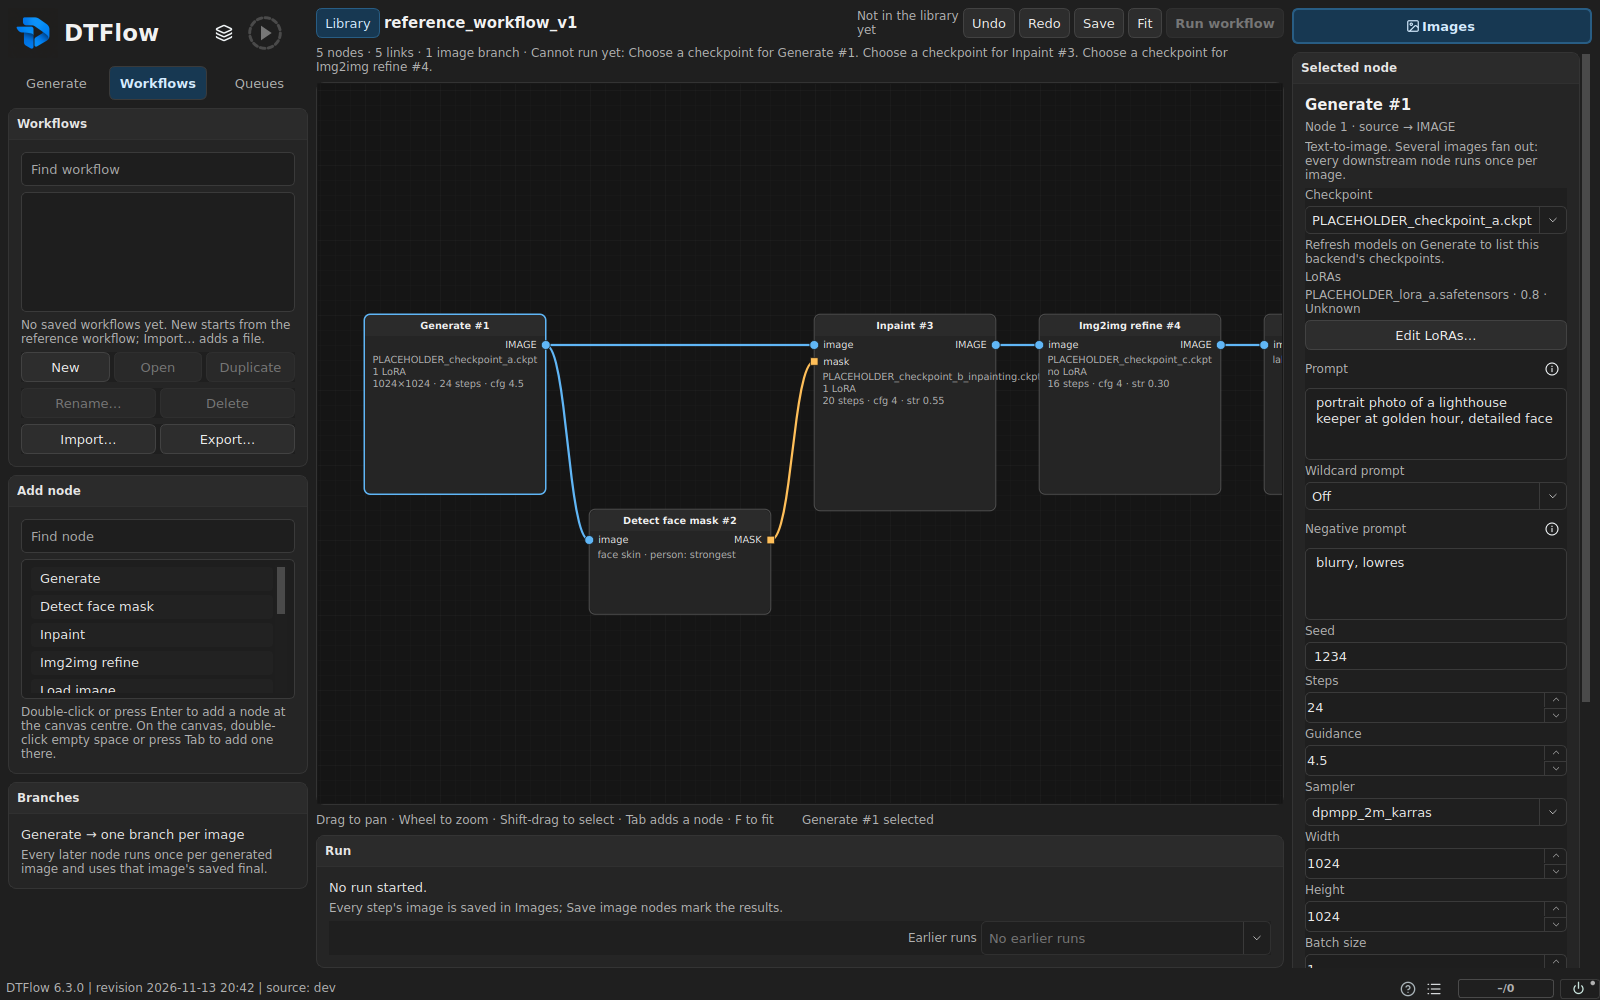 DTFlow
Generate
Workflows
Queues
Workflows
Find workflow
No saved workflows yet. New starts from the
reference workflow; Import... adds a file.
New
Open
Duplicate
Rename...
Delete
Import...
Export...
Add node
Find node
Generate
Detect face mask
Inpaint
Img2img refine
Load image
Double-click or press Enter to add a node at
the canvas centre. On the canvas, double-
click empty space or press Tab to add one
there.
Branches
Generate → one branch per image
Every later node runs once per generated
image and uses that image's saved final.
Library
reference_workflow_v1
Not in the library
yet
Undo
Redo
Save
Fit
Run workflow
5 nodes · 5 links · 1 image branch · Cannot run yet: Choose a checkpoint for Generate #1. Choose a checkpoint for Inpaint #3. Choose a checkpoint for
Img2img refine #4.
Generate #1
IMAGE
PLACEHOLDER_checkpoint_a.ckpt
1 LoRA
1024×1024 · 24 steps · cfg 4.5
Detect face mask #2
image
MASK
face skin · person: strongest
Inpaint #3
image
IMAGE
mask
PLACEHOLDER_checkpoint_b_inpainting.ckpt
1 LoRA
20 steps · cfg 4 · str 0.55
Img2img refine #4
image
IMAGE
PLACEHOLDER_checkpoint_c.ckpt
no LoRA
16 steps · cfg 4 · str 0.30
Drag to pan · Wheel to zoom · Shift-drag to select · Tab adds a node · F to fit
Generate #1 selected
Run
No run started.
Every step's image is saved in Images; Save image nodes mark the results.
Earlier runs
No earlier runs
Images
Selected node
Generate #1
Node 1 · source → IMAGE
Text-to-image. Several images fan out:
every downstream node runs once per
image.
Checkpoint
PLACEHOLDER_checkpoint_a.ckpt
Refresh models on Generate to list this
backend's checkpoints.
LoRAs
PLACEHOLDER_lora_a.safetensors · 0.8 ·
Unknown
Edit LoRAs...
Prompt
portrait photo of a lighthouse
keeper at golden hour, detailed face
Wildcard prompt
Off
Negative prompt
blurry, lowres
Seed
1234
Steps
24
Guidance
4.5
Sampler
dpmpp_2m_karras
Width
1024
Height
1024
Batch size
DTFlow 6.3.0 | revision 2026-11-13 20:42 | source: dev
–/0